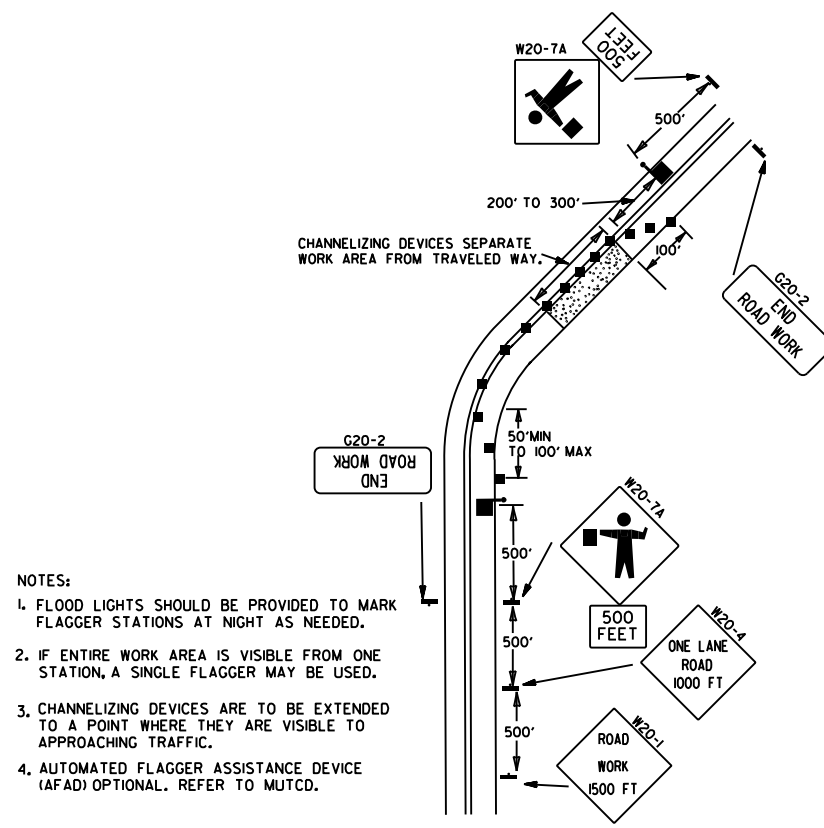 W20-7A
500
FEET
500'
200' TO 300'
CHANNELIZING DEVICES SEPARATE
WORK AREA FROM TRAVELED WAY.
100'
G20-2
END
ROAD WORK
G20-2
END
ROAD WORK
50'MIN
TO 100' MAX
W20-7A
500'
500
FEET
W20-4
500'
ONE LANE
ROAD
1000 FT
W20-1
500'
ROAD
WORK
1500 FT
NOTES:
1. FLOOD LIGHTS SHOULD BE PROVIDED TO MARK
FLAGGER STATIONS AT NIGHT AS NEEDED.
2. IF ENTIRE WORK AREA IS VISIBLE FROM ONE
STATION, A SINGLE FLAGGER MAY BE USED.
3. CHANNELIZING DEVICES ARE TO BE EXTENDED
TO A POINT WHERE THEY ARE VISIBLE TO
APPROACHING TRAFFIC.
4. AUTOMATED FLAGGER ASSISTANCE DEVICE
(AFAD) OPTIONAL. REFER TO MUTCD.